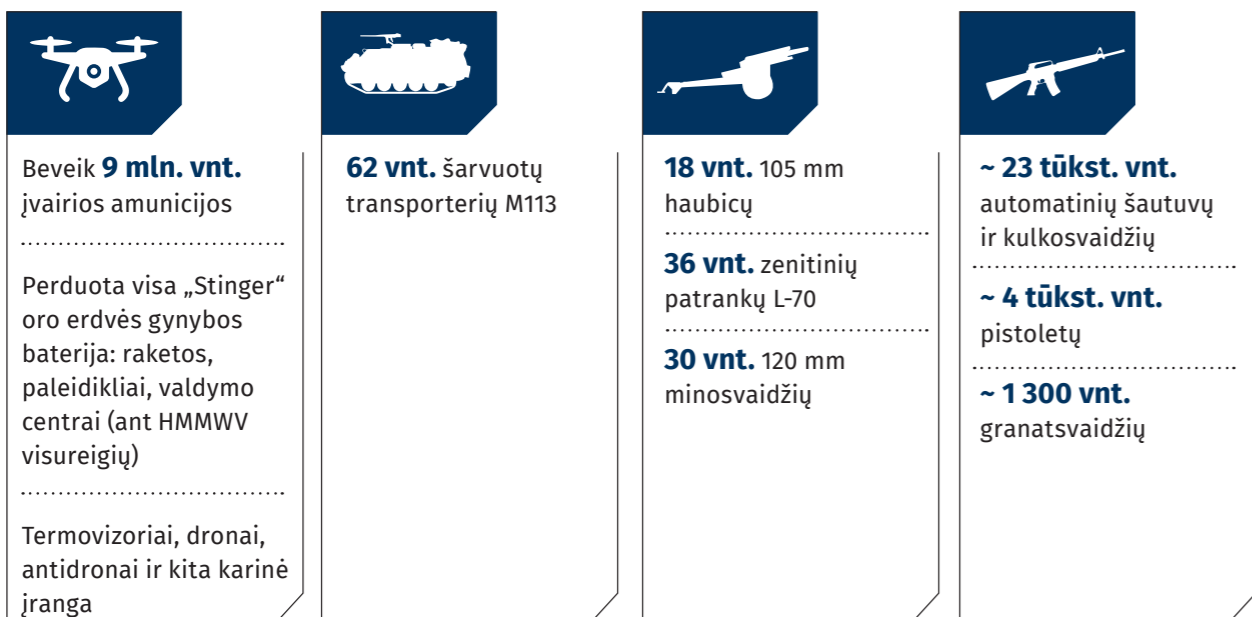 Beveik 9 mln. vnt.
įvairios amunicijos
Perduota visa „Stinger“
oro erdvės gynybos
baterija: raketos,
paleidikliai, valdymo
centrai (ant HMMWV
visureigių)
Termovizoriai, dronai,
antidronai ir kita karinė
įranga
62 vnt. šarvuotų
transporterių M113
18 vnt. 105 mm
haubicų
36 vnt. zenitinių
patrankų L-70
30 vnt. 120 mm
minosvaidžių
~ 23 tūkst. vnt.
automatinių šautuvų
ir kulkosvaidžių
~ 4 tūkst. vnt.
pistoletų
~ 1 300 vnt.
granatsvaidžių